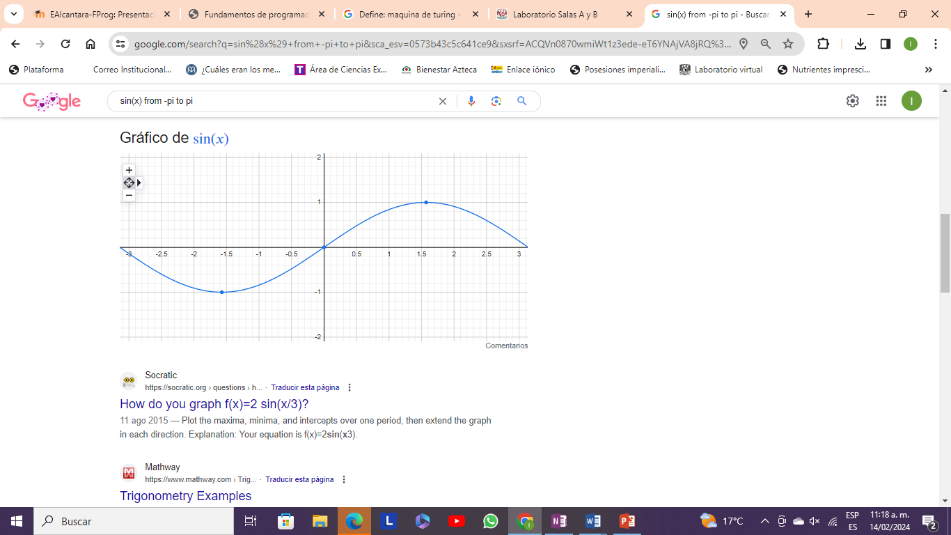 EAlcantara-FProg: Presentac
Fundamentos de programac
Define: maquina de turing -
Laboratorio Salas A y B
sin(x) from -pi to pi - Buscar
google.com/search?q=sin%28x%29+from+-pi+to+pi&sca_esv=0573b43c5c641ce9&sxsrf=ACQVn0870wmiWt1z3ede-eT6YNAjVA8jRQ%3...
Plataforma
Correo Institucional...
¿Cuáles eran los me...
Área de Ciencias Ex...
Bienestar Azteca
Enlace iónico
Posesiones imperiali...
Laboratorio virtual
Nutrientes impresci...
Google
sin(x) from -pi to pi
I
Gráfico de sin(x)
2
1
-3 -2.5 -2 -1.5 -1 -0.5 0 0.5 1 1.5 2 2.5 3
-1
-2
Comentarios
Socratic
https://socratic.org › questions › h... · Traducir esta página
How do you graph f(x)=2 sin(x/3)?
11 ago 2015 — Plot the maxima, minima, and intercepts over one period, then extend the graph
in each direction. Explanation: Your equation is f(x)=2sin(x3).
Mathway
https://www.mathway.com › Trig... · Traducir esta página
Trigonometry Examples
Buscar
17°C
ESP
ES
11:18 a. m.
14/02/2024
2